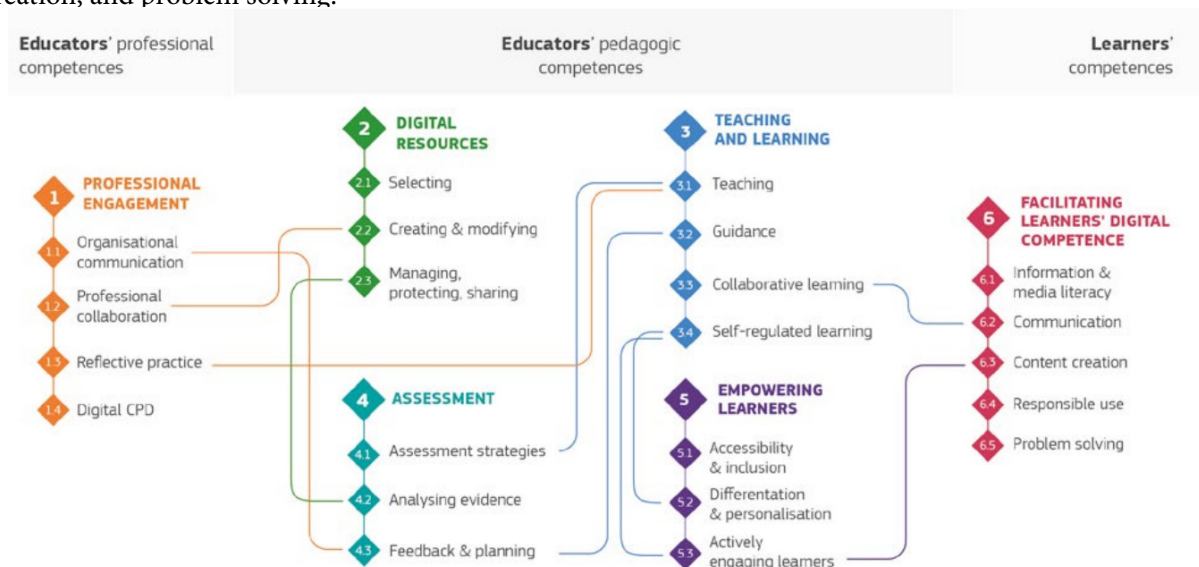 reation, and problem solving.
Educators' professional
competences
Educators' pedagogic
competences
Learners'
competences
1
PROFESSIONAL
ENGAGEMENT
1.1
Organisational
communication
1.2
Professional
collaboration
1.3
Reflective practice
1.4
Digital CPD
2
DIGITAL
RESOURCES
2.1
Selecting
2.2
Creating & modifying
2.3
Managing,
protecting, sharing
3
TEACHING
AND LEARNING
3.1
Teaching
3.2
Guidance
3.3
Collaborative learning
3.4
Self-regulated learning
4
ASSESSMENT
4.1
Assessment strategies
4.2
Analysing evidence
4.3
Feedback & planning
5
EMPOWERING
LEARNERS
5.1
Accessibility
& inclusion
5.2
Differentation
& personalisation
5.3
Actively
engaging learners
6
FACILITATING
LEARNERS' DIGITAL
COMPETENCE
6.1
Information &
media literacy
6.2
Communication
6.3
Content creation
6.4
Responsible use
6.5
Problem solving